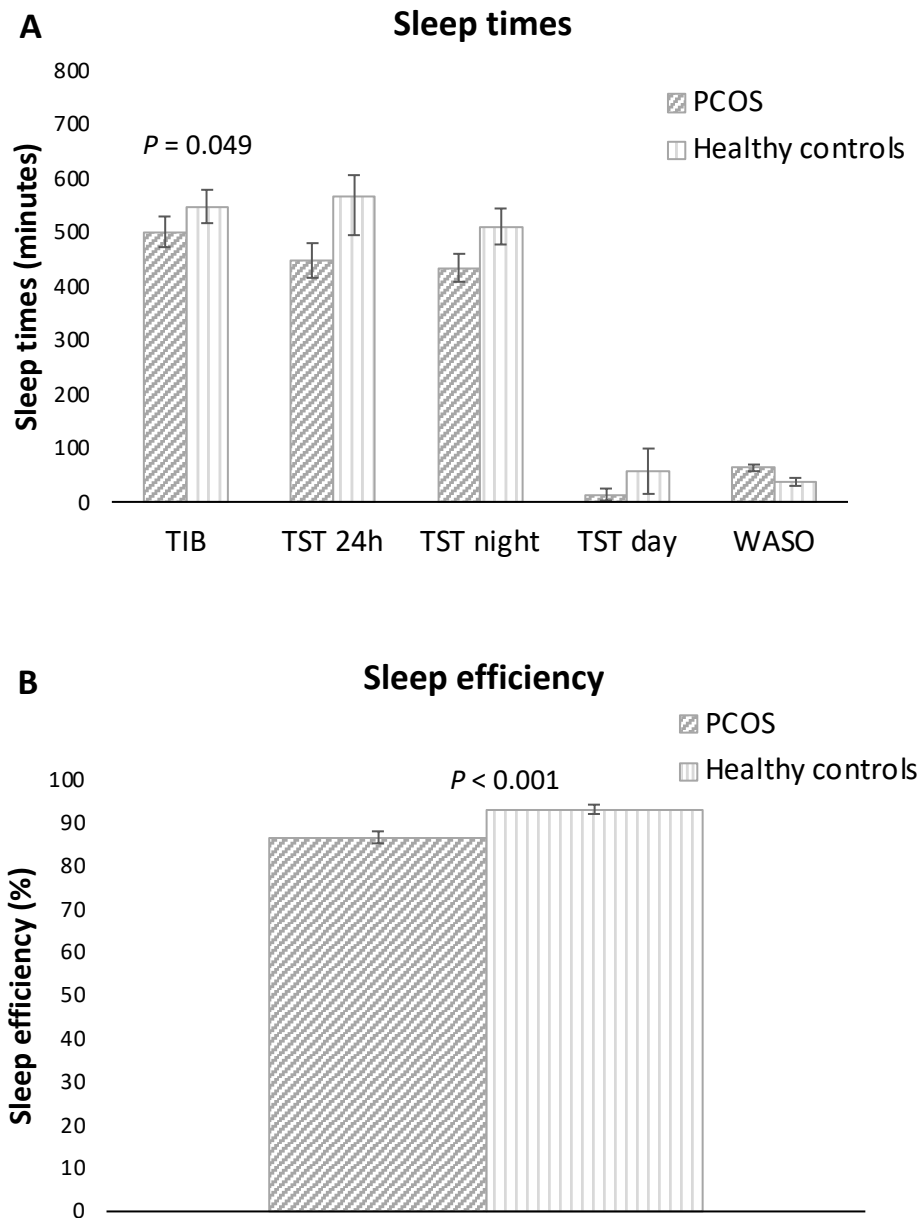 A
Sleep times
800
700
600
500
400
300
200
100
0
Sleep times (minutes)
PCOS
Healthy controls
P = 0.049
TIB
TST 24h
TST night
TST day
WASO
B
Sleep efficiency
PCOS
Healthy controls
P < 0.001
100
90
80
70
60
50
40
30
20
10
0
Sleep efficiency (%)